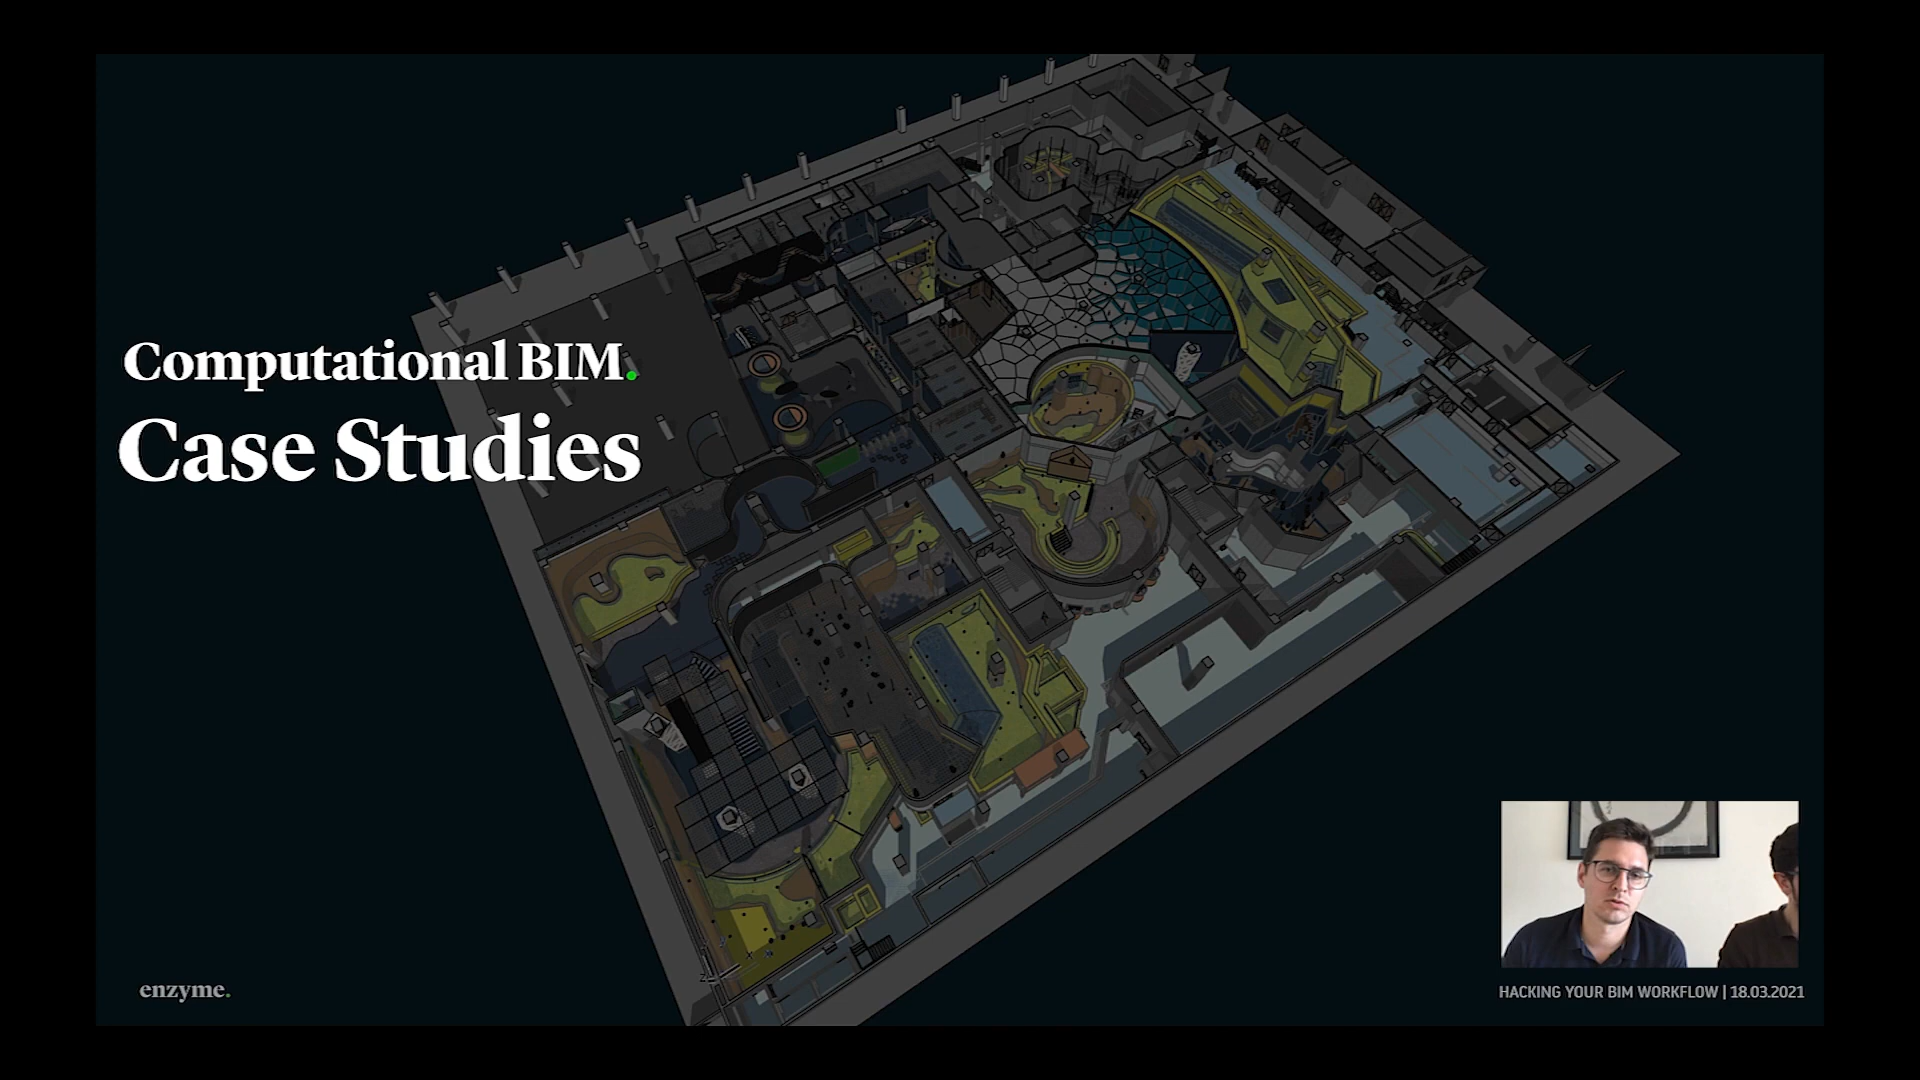 Computational BIM.
Case Studies
enzyme.
HACKING YOUR BIM WORKFLOW | 18.03.2021